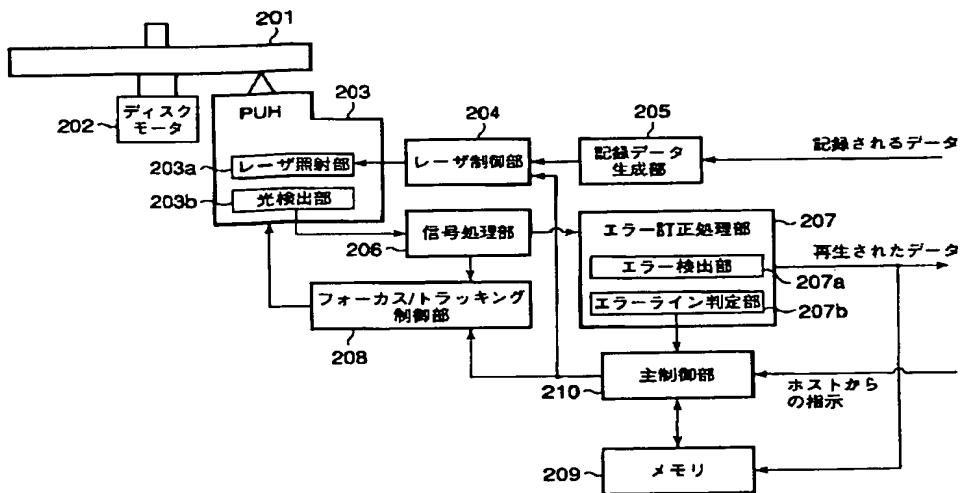 201
ディスク
モータ
202
PUH
203
203a
レーザ照射部
203b
光検出部
204
レーザ制御部
205
記録データ
生成部
記録されるデータ
信号処理部
206
207
エラー訂正処理部
エラー検出部
207a
エラーライン判定部
207b
再生されたデータ
フォーカス/トラッキング
制御部
208
主制御部
210
ホストから
の指示
メモリ
209